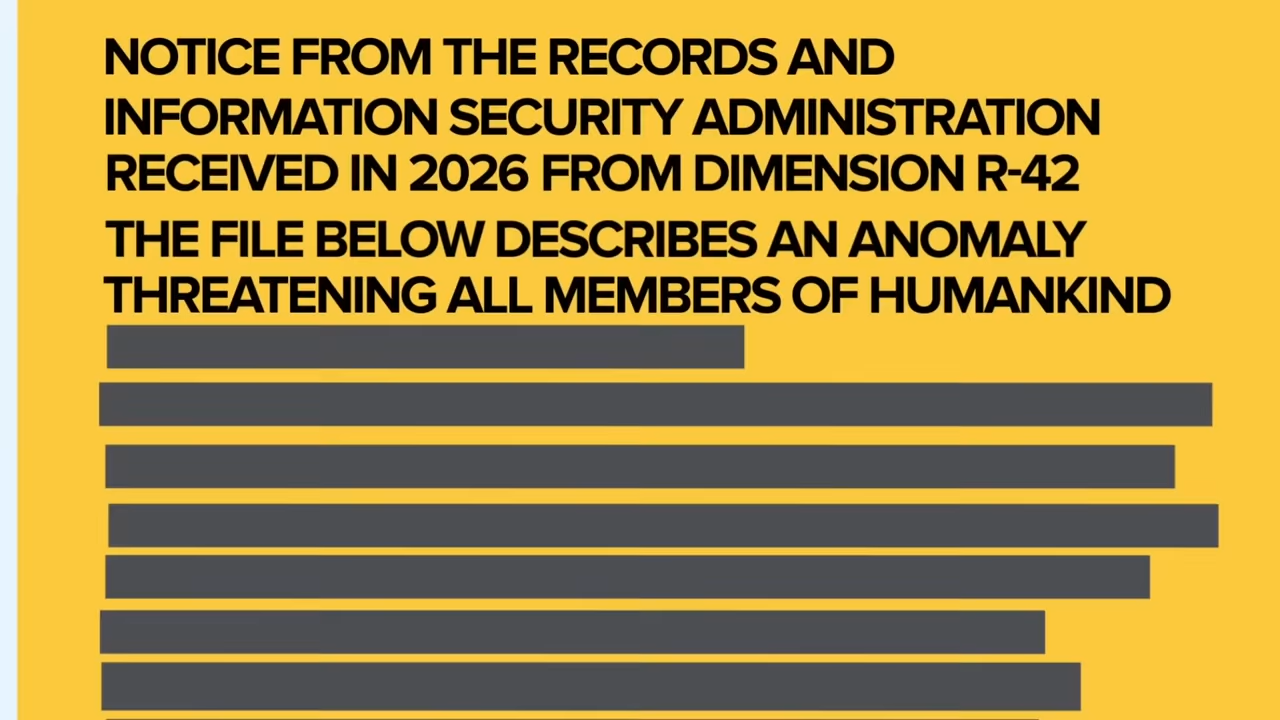 NOTICE FROM THE RECORDS AND
INFORMATION SECURITY ADMINISTRATION
RECEIVED IN 2026 FROM DIMENSION R-42
THE FILE BELOW DESCRIBES AN ANOMALY
THREATENING ALL MEMBERS OF HUMANKIND